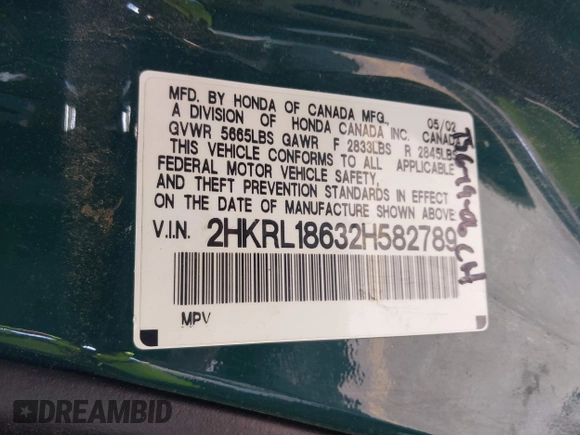 MFD. BY HONDA OF CANADA MFG., 05/02
A DIVISION OF HONDA CANADA INC. CANAD
GVWR 5665LBS GAWR F 2833LBS R 2845LBS
THIS VEHICLE CONFORMS TO ALL APPLICABLE
FEDERAL MOTOR VEHICLE SAFETY,
AND THEFT PREVENTION STANDARDS IN EFFECT
ON THE DATE OF MANUFACTURE SHOWN ABOVE
V.I.N. 2HKRL18632H582789
MPV
DREAMBID